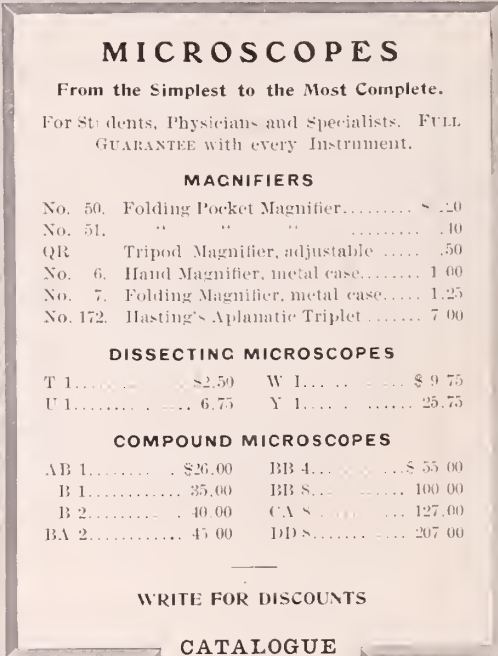 MICROSCOPES
From the Simplest to the Most Complete.
For Students, Physicians and Specialists. FULL
GUARANTEE with every Instrument.
MAGNIFIERS
No. 50. Folding Pocket Magnifier......... $ .20
No. 51. " " " ......... .40
QR Tripod Magnifier, adjustable ..... .50
No. 6. Hand Magnifier, metal case........ 1 00
No. 7. Folding Magnifier, metal case..... 1.25
No. 172. Hasting's Aplanatic Triplet ....... 7 00
DISSECTING MICROSCOPES
T 1........ $2.50 W 1........ $ 9 75
U 1............ 6.75 Y 1........... 25.75
COMPOUND MICROSCOPES
AB 1......... $26.00 BB 4........ $ 55 00
B 1............ 35.00 BB 8........ 100 00
B 2............ 40.00 CA 8........ 127.00
BA 2............ 45 00 DD 8........... 207 00
WRITE FOR DISCOUNTS
CATALOGUE